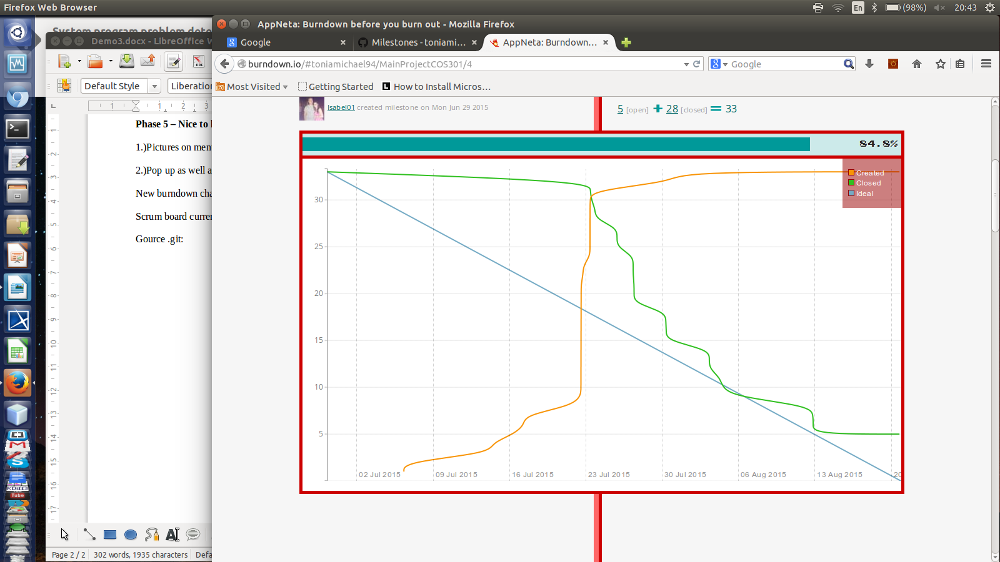 Firefox Web Browser
En
(98%)
20:43
System program problem dete
Demo3.docx - LibreOffice W
AppNeta: Burndown before you burn out - Mozilla Firefox
Google
Milestones - toniami...
AppNeta: Burndown...
burndown.io/#toniamichael94/MainProjectCOS301/4
Google
Default Style
Liberation
Most Visited
Getting Started
How to Install Micros...
Phase 5 – Nice to
1.)Pictures on men
2.)Pop up as well a
New burndown cha
Scrum board curre
Gource .git:
Isabel01 created milestone on Mon Jun 29 2015
5 [open] + 28 [closed] = 33
84.8%
Created
Closed
Ideal
30
25
20
15
10
5
02 Jul 2015
09 Jul 2015
16 Jul 2015
23 Jul 2015
30 Jul 2015
06 Aug 2015
13 Aug 2015
20
Page 2 / 2
302 words, 1935 characters
Defa